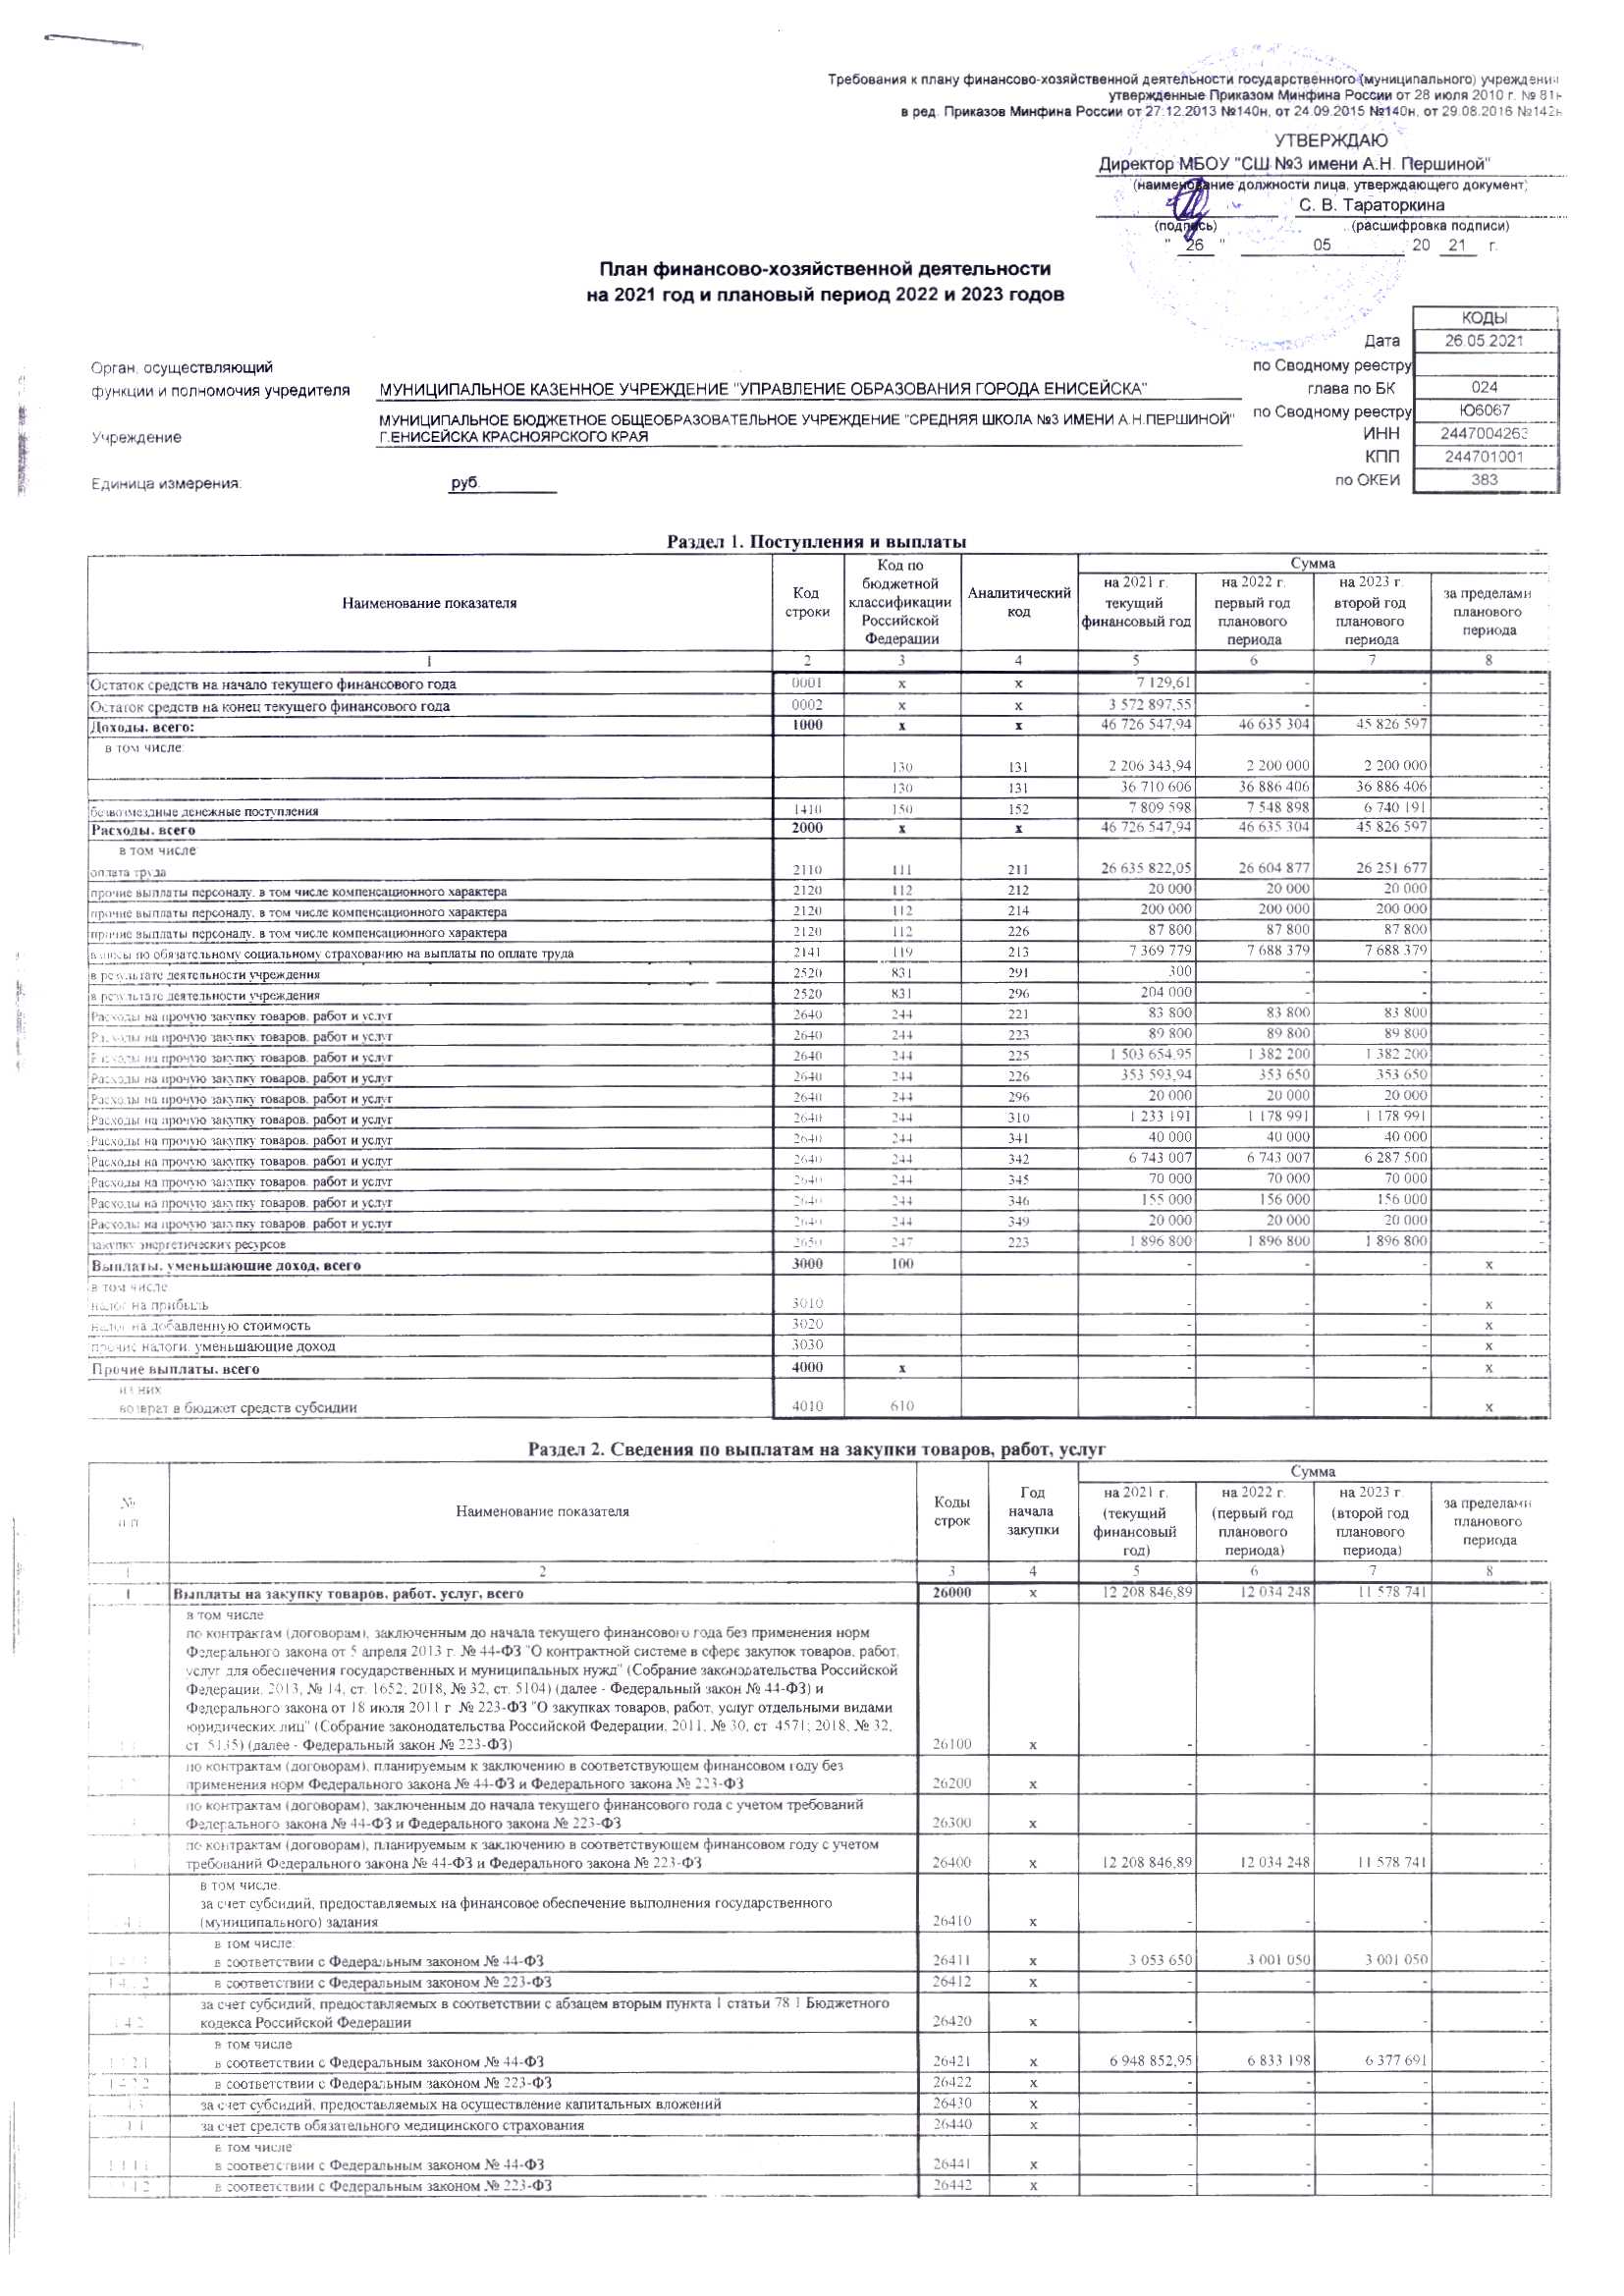 Требования к плану финансово-хозяйственной деятельности государственного (муниципального) учреждения
утвержденные Приказом Минфина России от 28 июля 2010 г. № 81н
в ред. Приказов Минфина России от 27.12.2013 №140н, от 24.09.2015 №140н, от 29.08.2016 №142н
УТВЕРЖДАЮ
Директор МБОУ "СШ №3 имени А.Н. Першиной"
(наименование должности лица, утверждающего документ)
С. В. Тараторкина
(подпись) (расшифровка подписи)
" 26 " 05 20 21 г.
План финансово-хозяйственной деятельности
на 2021 год и плановый период 2022 и 2023 годов
КОДЫ
Дата 26.05.2021
Орган, осуществляющий по Сводному реестру
функции и полномочия учредителя МУНИЦИПАЛЬНОЕ КАЗЕННОЕ УЧРЕЖДЕНИЕ "УПРАВЛЕНИЕ ОБРАЗОВАНИЯ ГОРОДА ЕНИСЕЙСКА" глава по БК 024
МУНИЦИПАЛЬНОЕ БЮДЖЕТНОЕ ОБЩЕОБРАЗОВАТЕЛЬНОЕ УЧРЕЖДЕНИЕ "СРЕДНЯЯ ШКОЛА №3 ИМЕНИ А.Н.ПЕРШИНОЙ" по Сводному реестру Ю6067
Учреждение Г.ЕНИСЕЙСКА КРАСНОЯРСКОГО КРАЯ ИНН 2447004263
КПП 244701001
Единица измерения: руб. по ОКЕИ 383
Раздел 1. Поступления и выплаты
Наименование показателя Код строки Код по бюджетной классификации Российской Федерации Аналитический код Сумма
на 2021 г. текущий финансовый год на 2022 г. первый год планового периода на 2023 г. второй год планового периода за пределами планового периода
1 2 3 4 5 6 7 8
Остаток средств на начало текущего финансового года 0001 х х 7 129,61 - - -
Остаток средств на конец текущего финансового года 0002 х х 3 572 897,55 - - -
Доходы, всего: 1000 х х 46 726 547,94 46 635 304 45 826 597 -
в том числе:
130 131 2 206 343,94 2 200 000 2 200 000 -
130 131 36 710 606 36 886 406 36 886 406 -
безвозмездные денежные поступления 1410 150 152 7 809 598 7 548 898 6 740 191 -
Расходы, всего 2000 х х 46 726 547,94 46 635 304 45 826 597 -
в том числе
оплата труда 2110 111 211 26 635 822,05 26 604 877 26 251 677 -
прочие выплаты персоналу, в том числе компенсационного характера 2120 112 212 20 000 20 000 20 000 -
прочие выплаты персоналу, в том числе компенсационного характера 2120 112 214 200 000 200 000 200 000 -
прочие выплаты персоналу, в том числе компенсационного характера 2120 112 226 87 800 87 800 87 800 -
взносы по обязательному социальному страхованию на выплаты по оплате труда 2141 119 213 7 369 779 7 688 379 7 688 379 -
в результате деятельности учреждения 2520 831 291 300 - - -
в результате деятельности учреждения 2520 831 296 204 000 - - -
Расходы на прочую закупку товаров, работ и услуг 2640 244 221 83 800 83 800 83 800 -
Расходы на прочую закупку товаров, работ и услуг 2640 244 223 89 800 89 800 89 800 -
Расходы на прочую закупку товаров, работ и услуг 2640 244 225 1 503 654,95 1 382 200 1 382 200 -
Расходы на прочую закупку товаров, работ и услуг 2640 244 226 353 593,94 353 650 353 650 -
Расходы на прочую закупку товаров, работ и услуг 2640 244 296 20 000 20 000 20 000 -
Расходы на прочую закупку товаров, работ и услуг 2640 244 310 1 233 191 1 178 991 1 178 991 -
Расходы на прочую закупку товаров, работ и услуг 2640 244 341 40 000 40 000 40 000 -
Расходы на прочую закупку товаров, работ и услуг 2640 244 342 6 743 007 6 743 007 6 287 500 -
Расходы на прочую закупку товаров, работ и услуг 2640 244 345 70 000 70 000 70 000 -
Расходы на прочую закупку товаров, работ и услуг 2640 244 346 155 000 156 000 156 000 -
Расходы на прочую закупку товаров, работ и услуг 2640 244 349 20 000 20 000 20 000 -
закупку энергетических ресурсов 2650 247 223 1 896 800 1 896 800 1 896 800 -
Выплаты, уменьшающие доход, всего 3000 100 - - - х
в том числе
налог на прибыль 3010 - - - х
налог на добавленную стоимость 3020 - - - х
прочие налоги, уменьшающие доход 3030 - - - х
Прочие выплаты, всего 4000 х - - - х
из них
возврат в бюджет средств субсидии 4010 610 - - - х
Раздел 2. Сведения по выплатам на закупки товаров, работ, услуг
№ п/п Наименование показателя Коды строк Год начала закупки Сумма
на 2021 г. (текущий финансовый год) на 2022 г. (первый год планового периода) на 2023 г. (второй год планового периода) за пределами планового периода
1 2 3 4 5 6 7 8
1 Выплаты на закупку товаров, работ, услуг, всего 26000 х 12 208 846,89 12 034 248 11 578 741 -
в том числе
по контрактам (договорам), заключенным до начала текущего финансового года без применения норм
Федерального закона от 5 апреля 2013 г. № 44-ФЗ "О контрактной системе в сфере закупок товаров, работ,
услуг для обеспечения государственных и муниципальных нужд" (Собрание законодательства Российской
Федерации, 2013, № 14, ст. 1652, 2018, № 32, ст. 5104) (далее - Федеральный закон № 44-ФЗ) и
Федерального закона от 18 июля 2011 г. № 223-ФЗ "О закупках товаров, работ, услуг отдельными видами
юридических лиц" (Собрание законодательства Российской Федерации, 2011, № 30, ст. 4571; 2018, № 32,
ст. 5135) (далее - Федеральный закон № 223-ФЗ) 26100 х - - - -
по контрактам (договорам), планируемым к заключению в соответствующем финансовом году без
применения норм Федерального закона № 44-ФЗ и Федерального закона № 223-ФЗ 26200 х - - - -
по контрактам (договорам), заключенным до начала текущего финансового года с учетом требований
Федерального закона № 44-ФЗ и Федерального закона № 223-ФЗ 26300 х - - - -
по контрактам (договорам), планируемым к заключению в соответствующем финансовом году с учетом
требований Федерального закона № 44-ФЗ и Федерального закона № 223-ФЗ 26400 х 12 208 846,89 12 034 248 11 578 741 -
в том числе:
за счет субсидий, предоставляемых на финансовое обеспечение выполнения государственного
(муниципального) задания 26410 х - - - -
в том числе:
в соответствии с Федеральным законом № 44-ФЗ 26411 х 3 053 650 3 001 050 3 001 050 -
в соответствии с Федеральным законом № 223-ФЗ 26412 х - - - -
за счет субсидий, предоставляемых в соответствии с абзацем вторым пункта 1 статьи 78.1 Бюджетного
кодекса Российской Федерации 26420 х - - - -
в том числе
в соответствии с Федеральным законом № 44-ФЗ 26421 х 6 948 852,95 6 833 198 6 377 691 -
в соответствии с Федеральным законом № 223-ФЗ 26422 х - - - -
за счет субсидий, предоставляемых на осуществление капитальных вложений 26430 х - - - -
за счет средств обязательного медицинского страхования 26440 х - - - -
в том числе
в соответствии с Федеральным законом № 44-ФЗ 26441 х - - - -
в соответствии с Федеральным законом № 223-ФЗ 26442 х - - - -